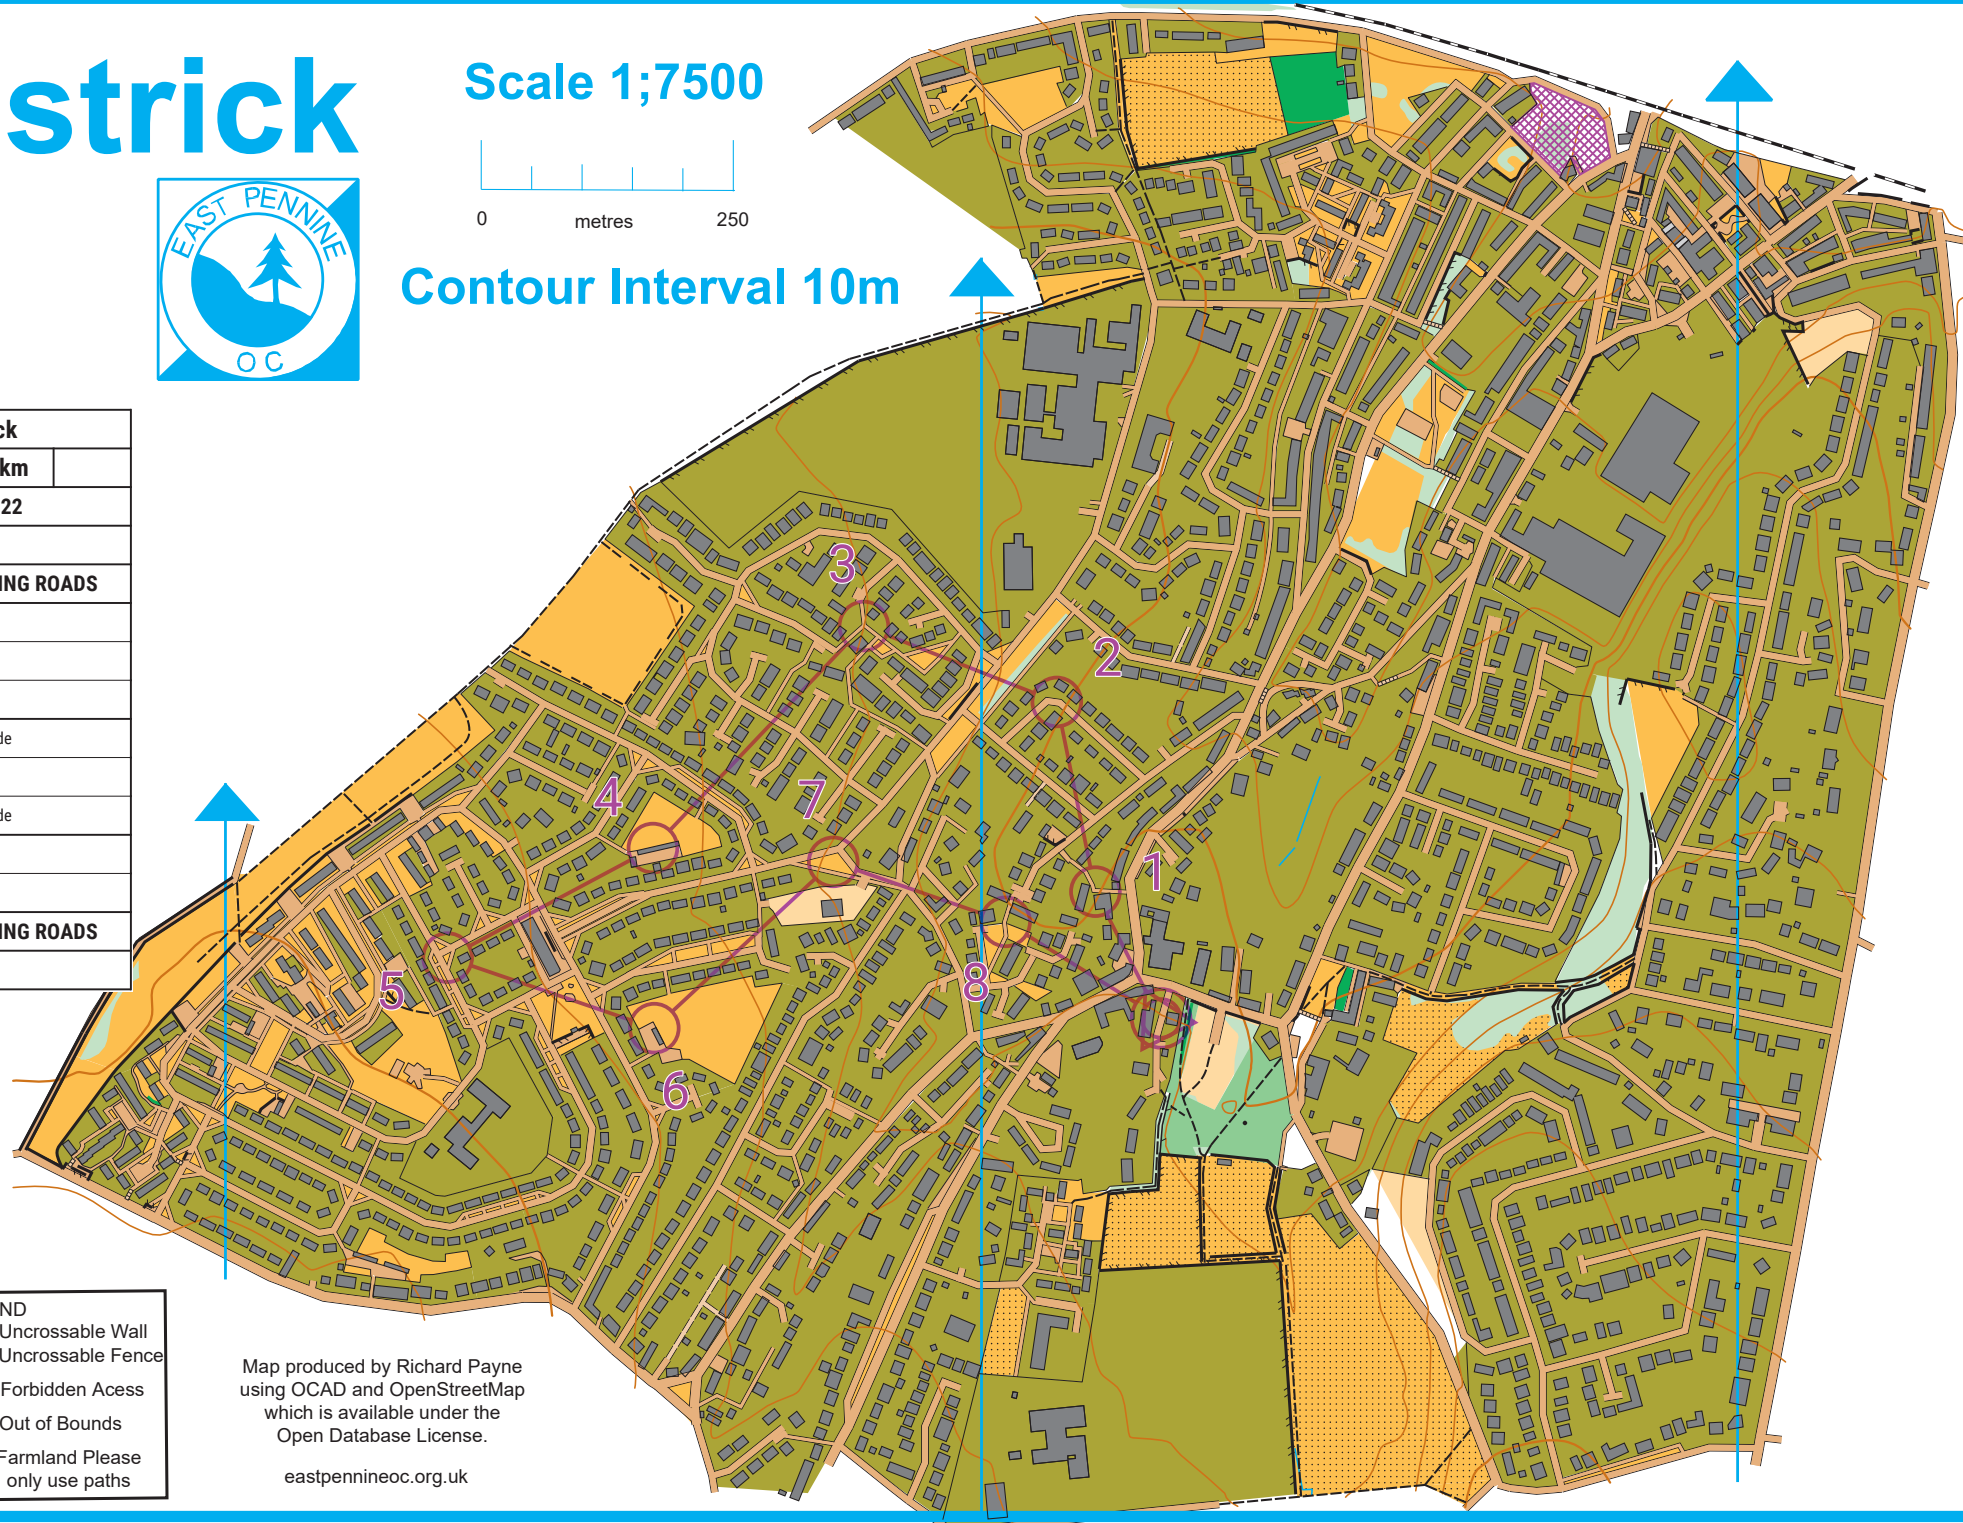 strick
Scale 1;7500
0 metres 250
Contour Interval 10m
EAST PENNINE
OC
ck
km
22
ING ROADS
de
de
ING ROADS
3
2
4
7
1
5
8
6
ND
Uncrossable Wall
Uncrossable Fence
Forbidden Acess
Out of Bounds
Farmland Please
only use paths
Map produced by Richard Payne
using OCAD and OpenStreetMap
which is available under the
Open Database License.
eastpennineoc.org.uk